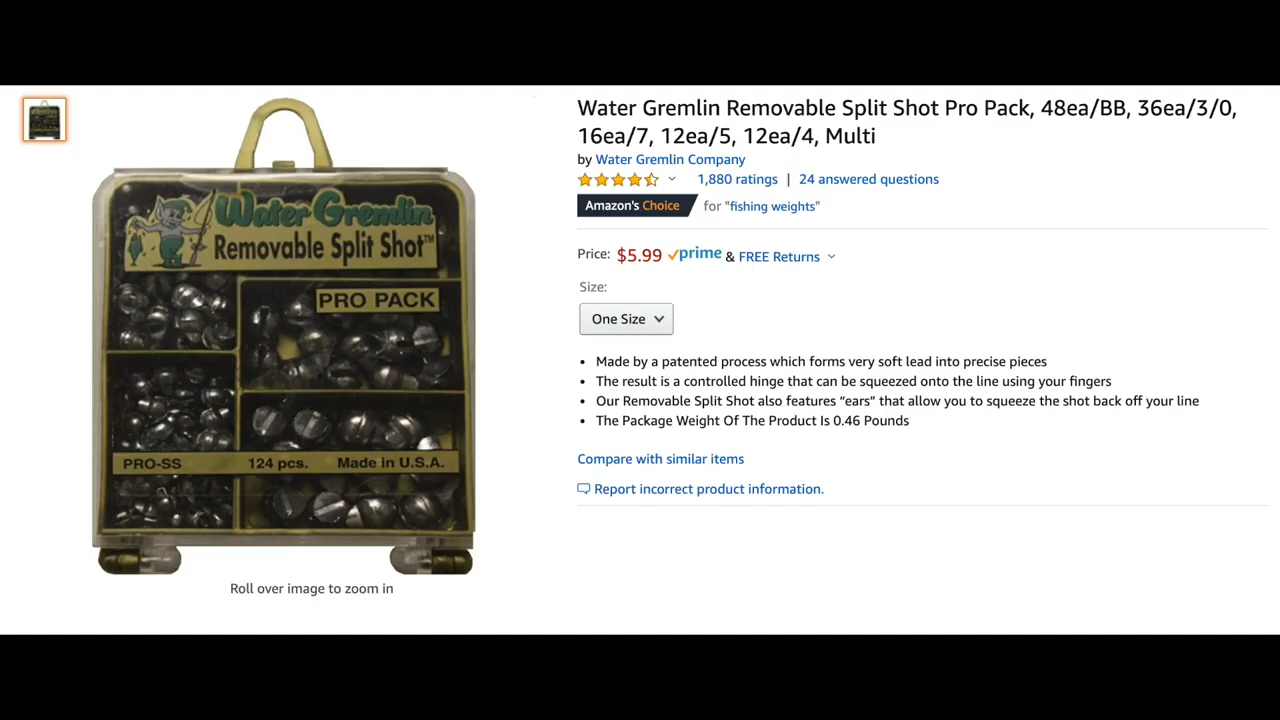 Water Gremlin
Removable Split Shot™
PRO PACK
PRO-SS 124 pcs. Made in U.S.A.
Roll over image to zoom in
Water Gremlin Removable Split Shot Pro Pack, 48ea/BB, 36ea/3/0,
16ea/7, 12ea/5, 12ea/4, Multi
by Water Gremlin Company
1,880 ratings | 24 answered questions
Amazon's Choice for "fishing weights"
Price: $5.99 prime & FREE Returns
Size:
One Size
• Made by a patented process which forms very soft lead into precise pieces
• The result is a controlled hinge that can be squeezed onto the line using your fingers
• Our Removable Split Shot also features “ears” that allow you to squeeze the shot back off your line
• The Package Weight Of The Product Is 0.46 Pounds
Compare with similar items
Report incorrect product information.